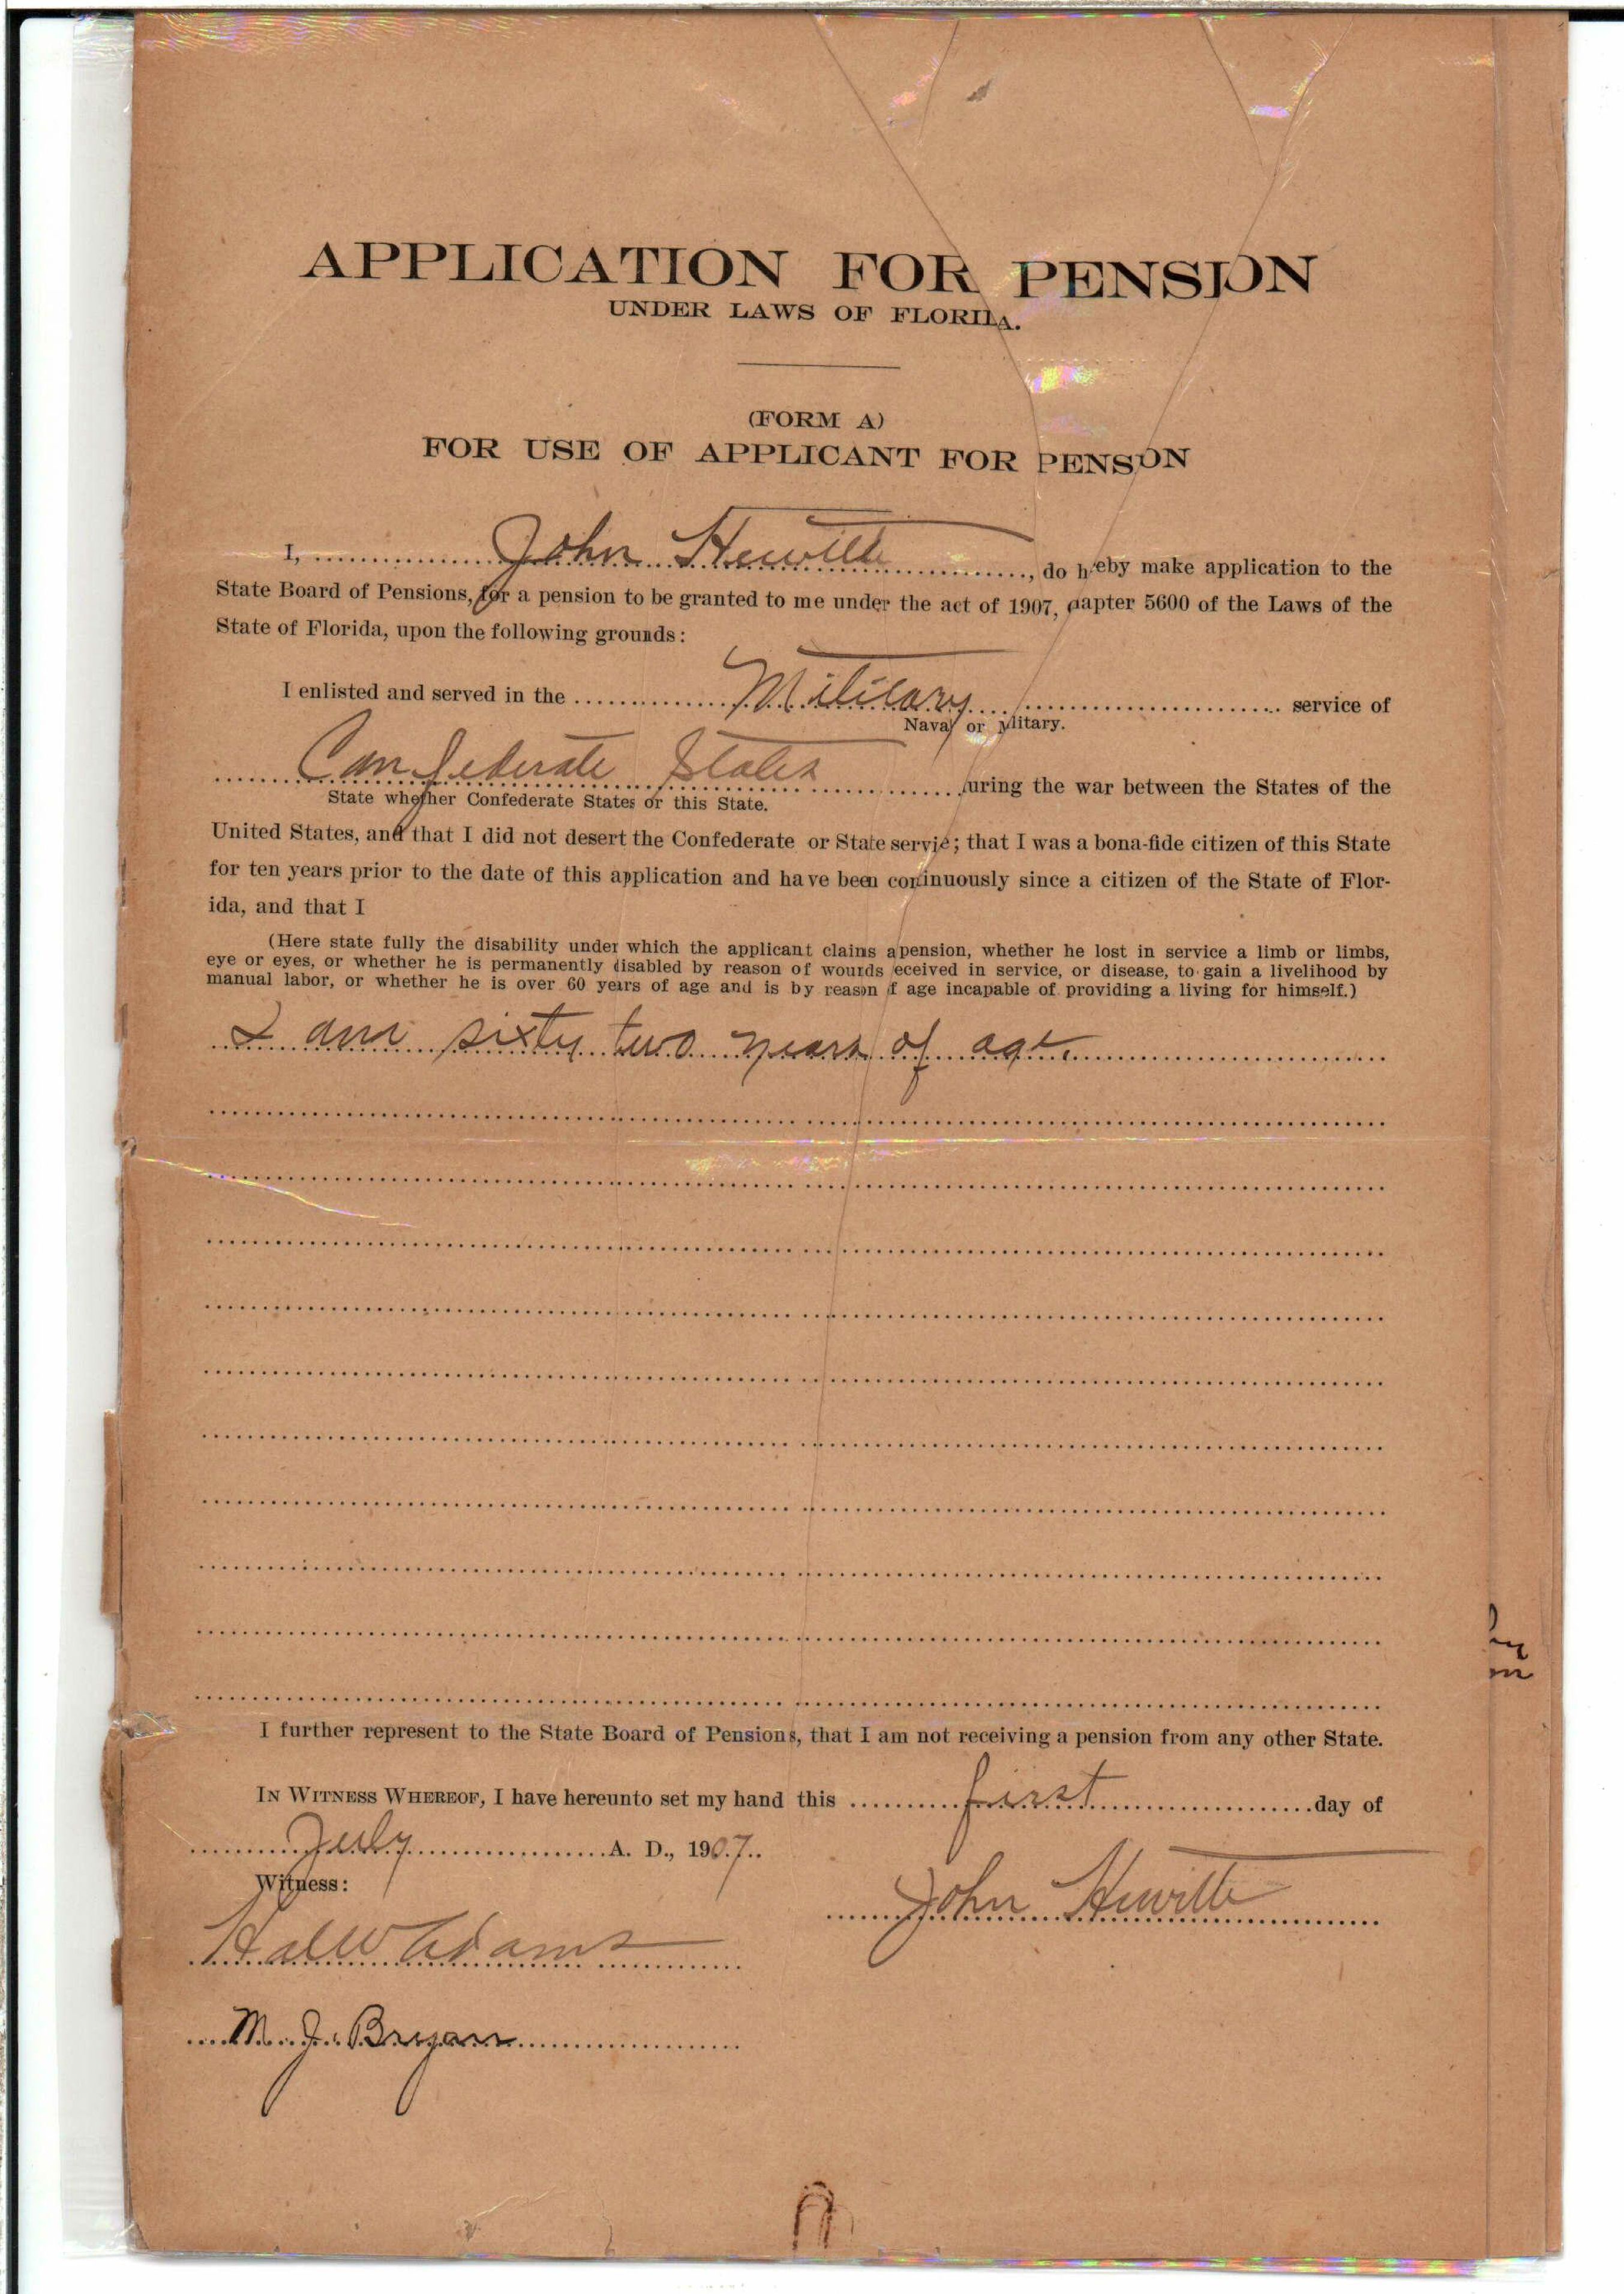 APPLICATION FOR PENSION
UNDER LAWS OF FLORIDA.
(FORM A)
FOR USE OF APPLICANT FOR PENSON
I, John Hewitt, do heby make application to the
State Board of Pensions, for a pension to be granted to me under the act of 1907, hapter 5600 of the Laws of the
State of Florida, upon the following grounds:
I enlisted and served in the Military service of
Naval or Military.
Confederate States uring the war between the States of the
State whether Confederate States or this State.
United States, and that I did not desert the Confederate or State servie; that I was a bona-fide citizen of this State
for ten years prior to the date of this application and have been coninuously since a citizen of the State of Flor-
ida, and that I
(Here state fully the disability under which the applicant claims a pension, whether he lost in service a limb or limbs,
eye or eyes, or whether he is permanently disabled by reason of wounds eceived in service, or disease, to gain a livelihood by
manual labor, or whether he is over 60 years of age and is by reason f age incapable of providing a living for himself.)
I am sixty two years of age.
I further represent to the State Board of Pensions, that I am not receiving a pension from any other State.
IN WITNESS WHEREOF, I have hereunto set my hand this first day of
July A. D., 1907.
Witness:
John Hewitt
Hal W Adams
M. J. Bryan